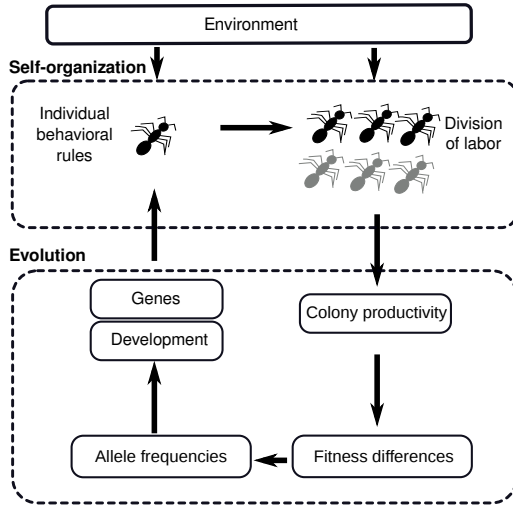 Environment
Self-organization
Individual
behavioral
rules
Division
of labor
Evolution
Genes
Development
Colony productivity
Allele frequencies
Fitness differences